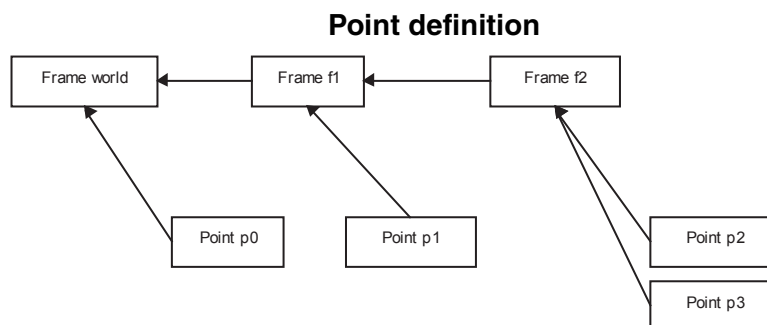 Point definition
Frame world
Frame f1
Frame f2
Point p0
Point p1
Point p2
Point p3